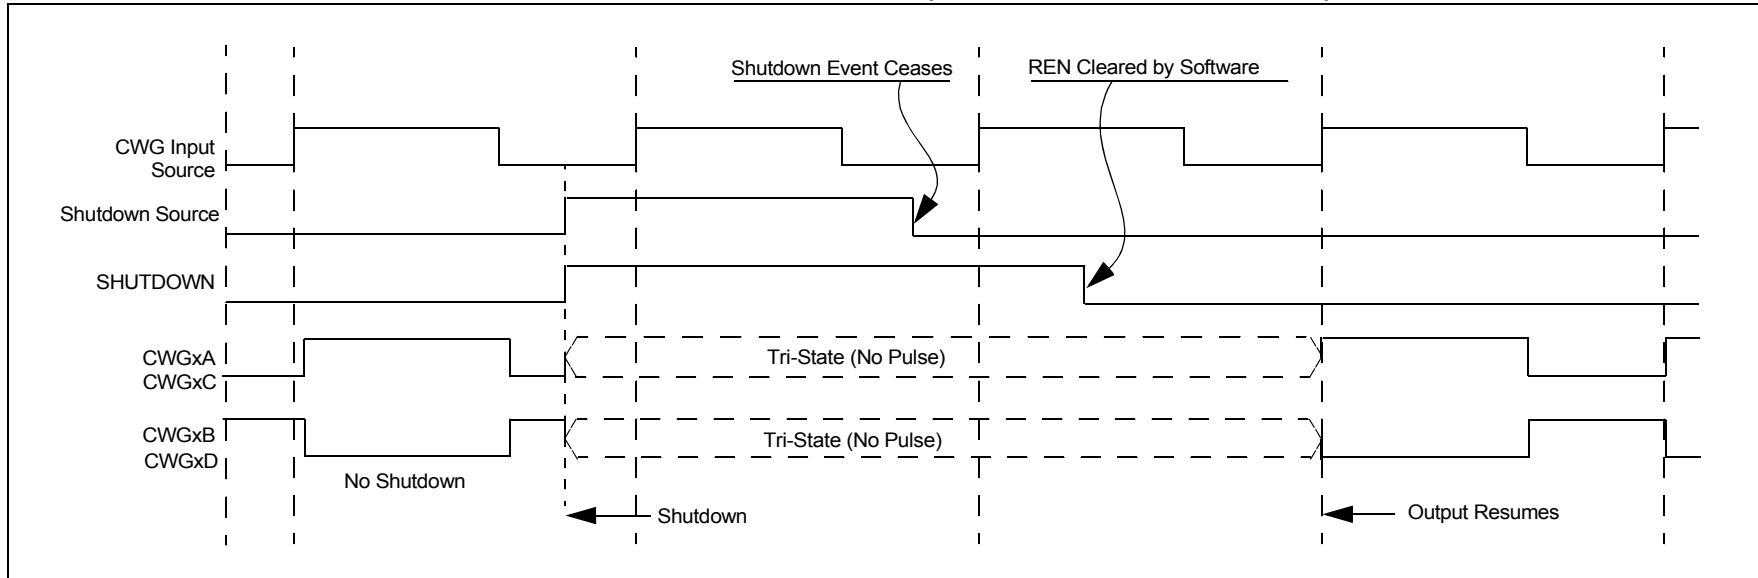 Shutdown Event Ceases
REN Cleared by Software
CWG Input
Source
Shutdown Source
SHUTDOWN
CWGxA
CWGxC
Tri-State (No Pulse)
CWGxB
CWGxD
Tri-State (No Pulse)
No Shutdown
Shutdown
Output Resumes